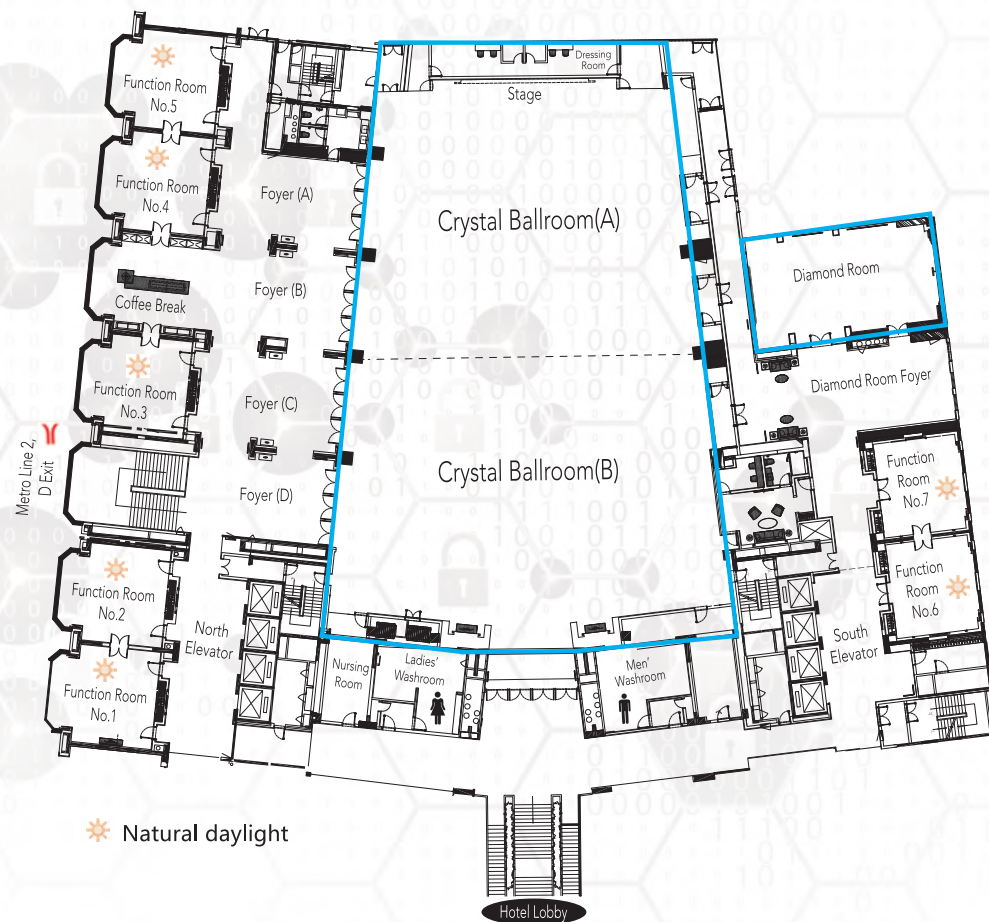 Dressing
Room
Stage
Function Room
No.5
Function Room
No.4
Foyer (A)
Crystal Ballroom(A)
Diamond Room
Foyer (B)
Coffee Break
Function Room
No.3
Foyer (C)
Diamond Room Foyer
Metro Line 2,
D Exit
Foyer (D)
Crystal Ballroom(B)
Function
Room
No.7
Function Room
No.2
Function
Room
No.6
North
Elevator
South
Elevator
Nursing
Room
Ladies'
Washroom
Men'
Washroom
Function Room
No.1
Natural daylight
Hotel Lobby